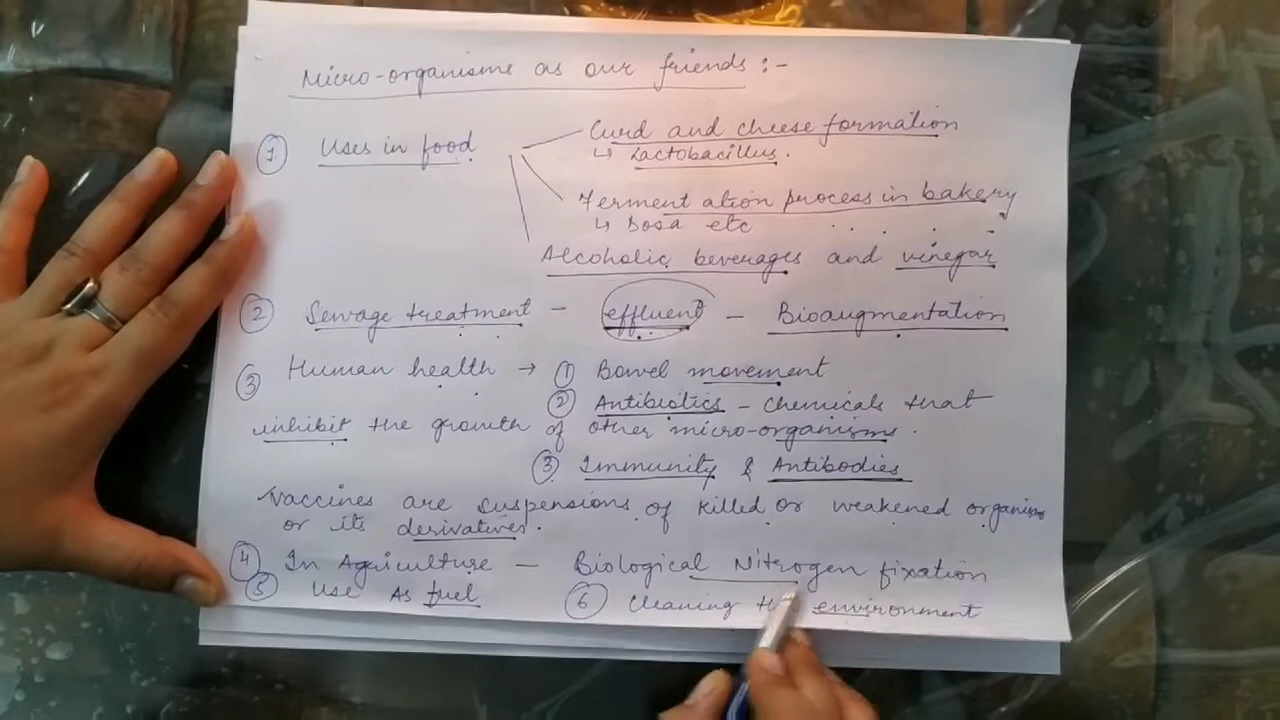 Micro-organisms as our friends :-
① Uses in food
Curd and cheese formation
↳ Lactobacillus.
Fermentation process in bakery
↳ Dosa etc
Alcoholic beverages and vinegar
② Sewage treatment - effluent - Bioaugmentation
③ Human health → ① Bowel movement
② Antibiotics - Chemicals that
inhibit the growth of other micro-organisms.
③ Immunity & Antibodies
Vaccines are suspensions of killed or weakened organism
or its derivatives.
④ In Agriculture - Biological Nitrogen fixation
⑤ Use As fuel ⑥ Cleaning the environment